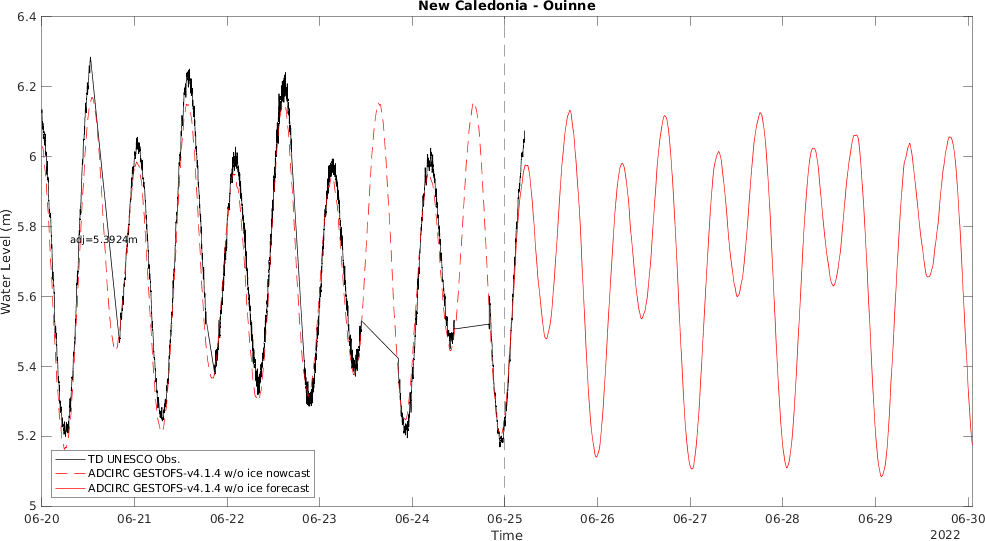 New Caledonia - Ouinne
6.4
6.2
6
5.8
5.6
5.4
5.2
5
Water Level (m)
adj=5.3924m
TD UNESCO Obs.
ADCIRC GESTOFS-v4.1.4 w/o ice nowcast
ADCIRC GESTOFS-v4.1.4 w/o ice forecast
06-20 06-21 06-22 06-23 06-24 06-25 06-26 06-27 06-28 06-29 06-30
Time
2022